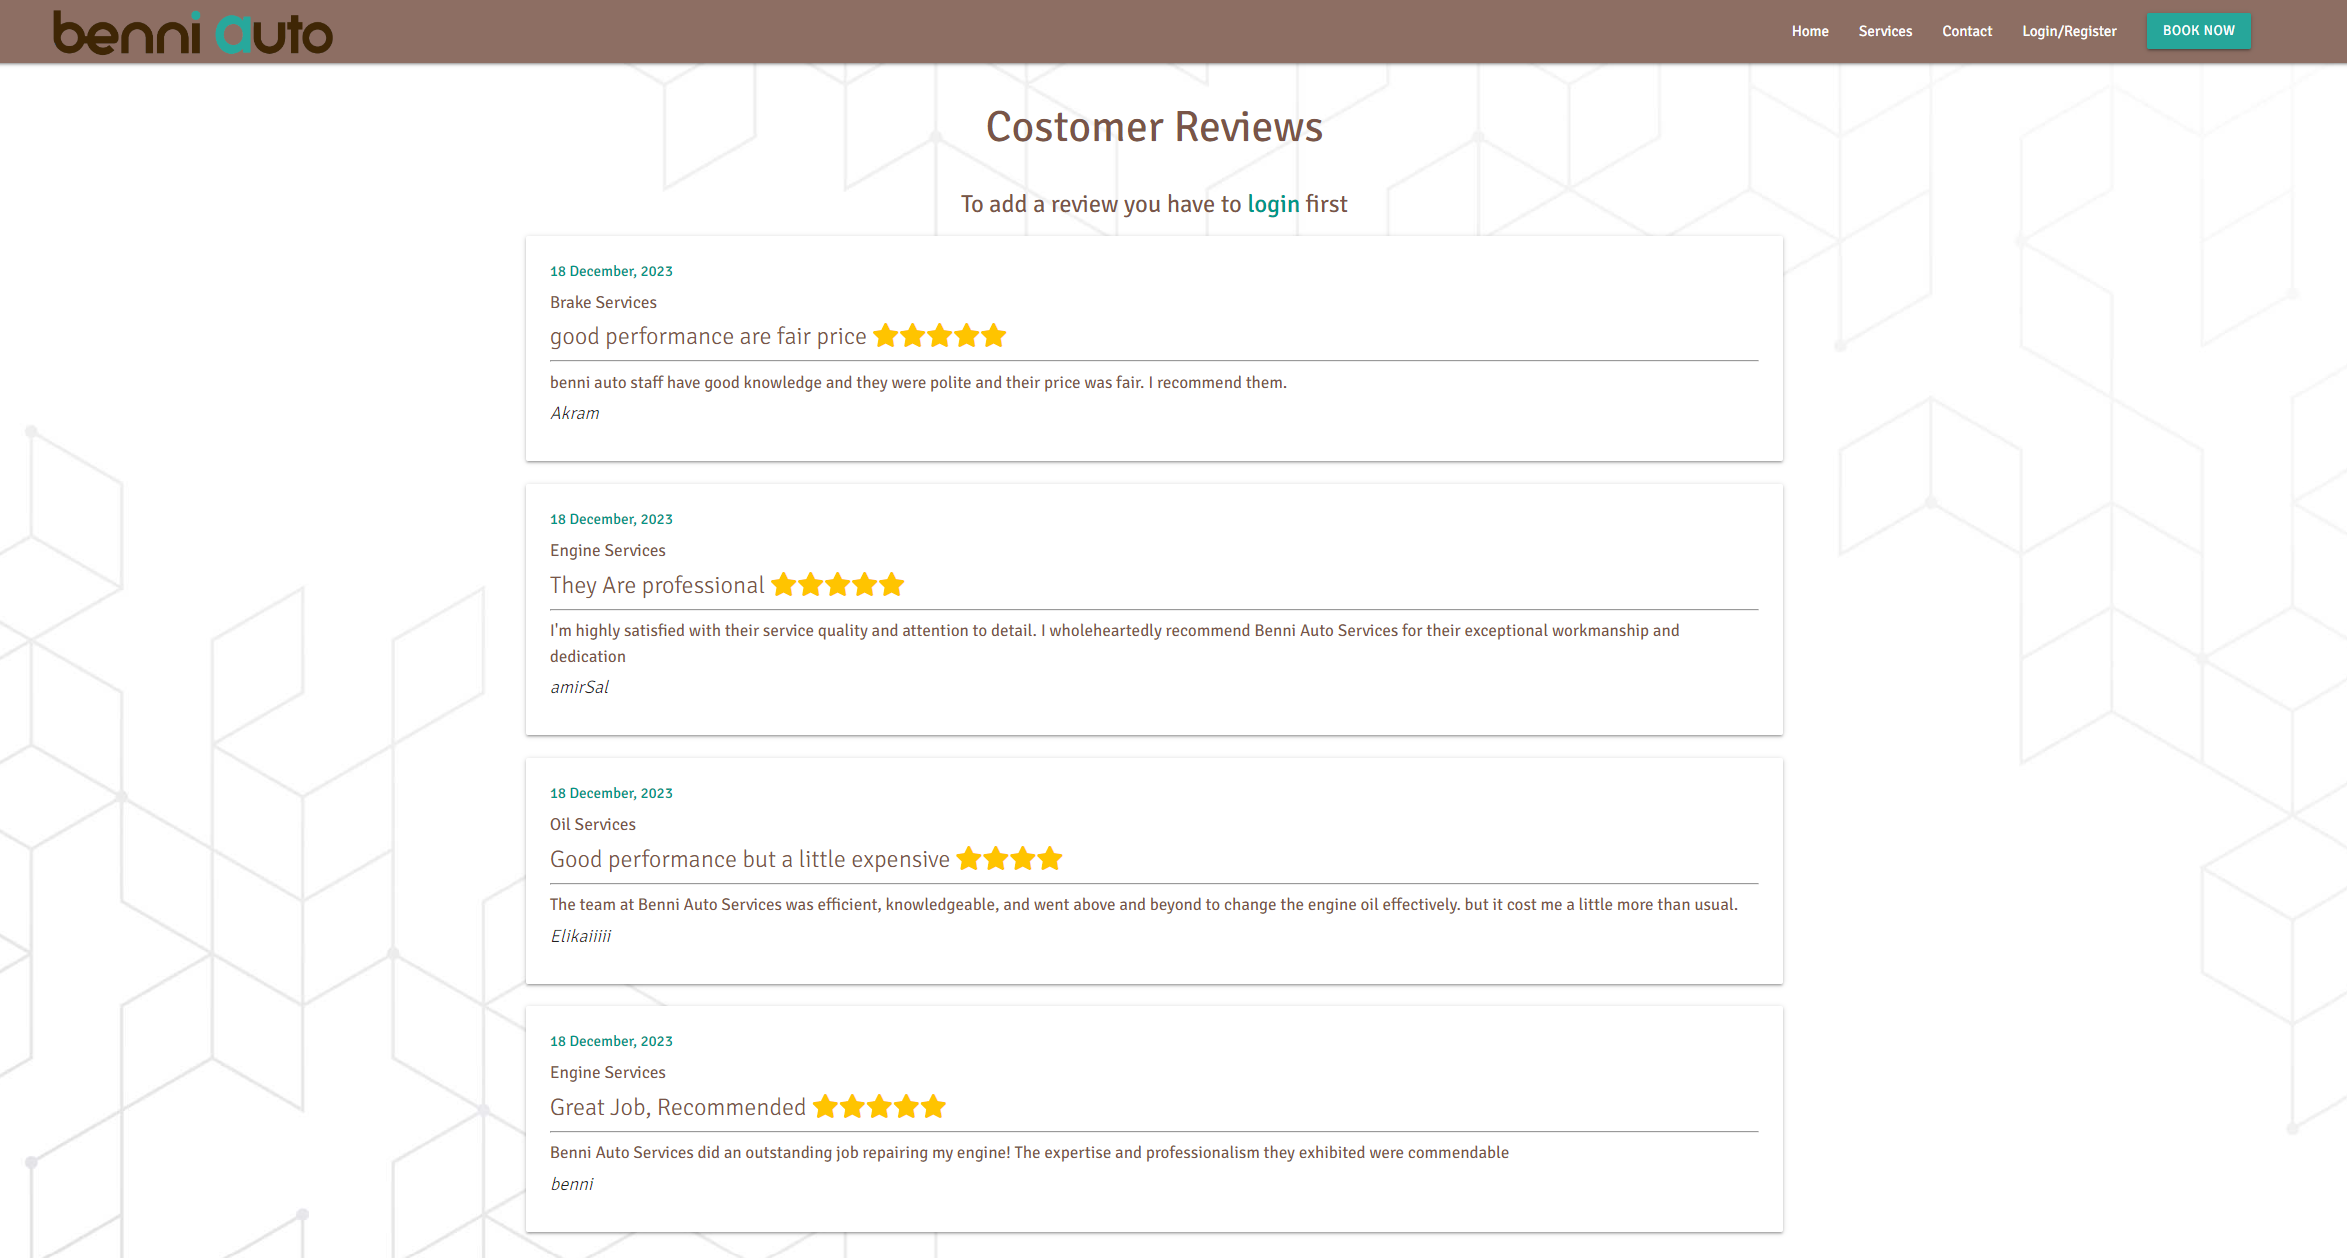 benni auto
Home Services Contact Login/Register BOOK NOW
Costomer Reviews
To add a review you have to login first
18 December, 2023
Brake Services
good performance are fair price
benni auto staff have good knowledge and they were polite and their price was fair. I recommend them.
Akram
18 December, 2023
Engine Services
They Are professional
I'm highly satisfied with their service quality and attention to detail. I wholeheartedly recommend Benni Auto Services for their exceptional workmanship and
dedication
amirSal
18 December, 2023
Oil Services
Good performance but a little expensive
The team at Benni Auto Services was efficient, knowledgeable, and went above and beyond to change the engine oil effectively. but it cost me a little more than usual.
Elikaiiiii
18 December, 2023
Engine Services
Great Job, Recommended
Benni Auto Services did an outstanding job repairing my engine! The expertise and professionalism they exhibited were commendable
benni